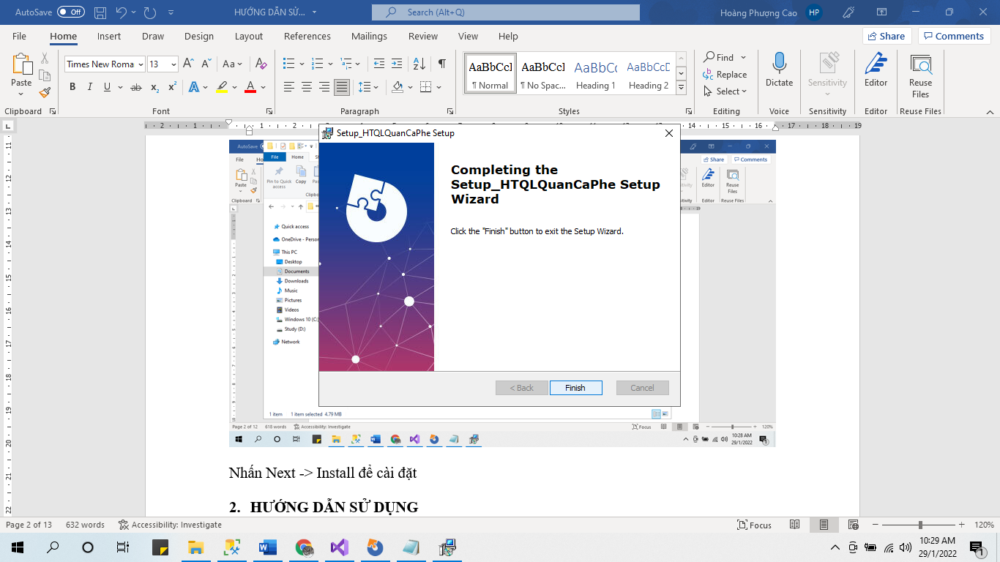 AutoSave Off
HƯỚNG DẪN SỬ...
Search (Alt+Q)
Hoàng Phượng Cao HP
File Home Insert Draw Design Layout References Mailings Review View Help
Share Comments
Times New Roma 13
Aa
Paste
B I U ab x₂ x² A A
AaBbCcI AaBbCcI AaBbCc AaBbCcD
¶ Normal ¶ No Spac... Heading 1 Heading 2
Find
Replace
Select
Dictate Sensitivity Editor Reuse Files
Clipboard Font Paragraph Styles Editing Voice Sensitivity Editor Reuse Files
Setup_HTQLQuanCaPhe Setup
Completing the
Setup_HTQLQuanCaPhe Setup
Wizard
Click the "Finish" button to exit the Setup Wizard.
< Back Finish Cancel
File Home
Share Comments
Pin to Quick access
Copy
Paste
Clipboard
Editor Reuse Files
Editor Reuse Files
Quick access
OneDrive - Person
This PC
Desktop
Documents
Downloads
Music
Pictures
Videos
Windows 10 (C:)
Study (D:)
Network
1 item 1 item selected 4.79 MB
Page 2 of 12 618 words Accessibility: Investigate
Focus 120%
10:28 AM
29/1/2022
Nhấn Next -> Install để cài đặt
2. HƯỚNG DẪN SỬ DỤNG
Page 2 of 13 632 words Accessibility: Investigate
Focus 120%
10:29 AM
29/1/2022
1